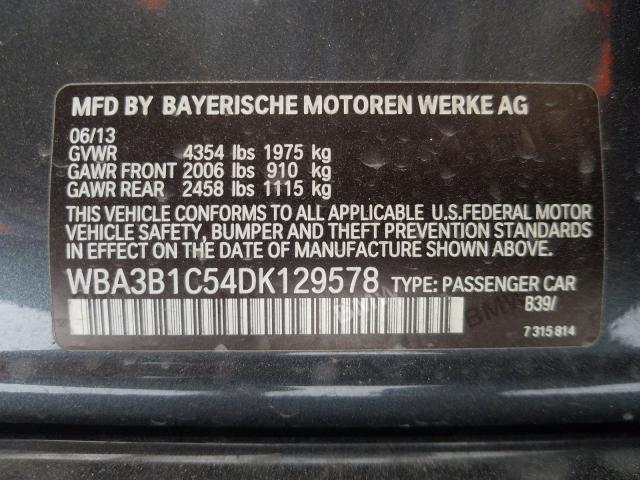 MFD BY BAYERISCHE MOTOREN WERKE AG
06/13
GVWR 4354 lbs 1975 kg
GAWR FRONT 2006 lbs 910 kg
GAWR REAR 2458 lbs 1115 kg
THIS VEHICLE CONFORMS TO ALL APPLICABLE U.S.FEDERAL MOTOR
VEHICLE SAFETY, BUMPER AND THEFT PREVENTION STANDARDS
IN EFFECT ON THE DATE OF MANUFACTURE SHOWN ABOVE.
WBA3B1C54DK129578 TYPE: PASSENGER CAR
B39/
7 315 814
BMW
BMW